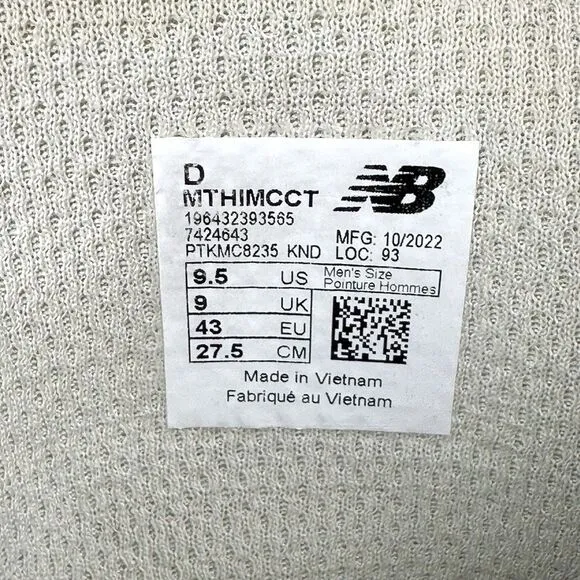 D
MTHIMCCT
NB
196432393565
7424643
MFG: 10/2022
PTKMC8235 KND
LOC: 93
9.5 US
Men's Size
Pointure Hommes
9 UK
43 EU
27.5 CM
Made in Vietnam
Fabriqué au Vietnam